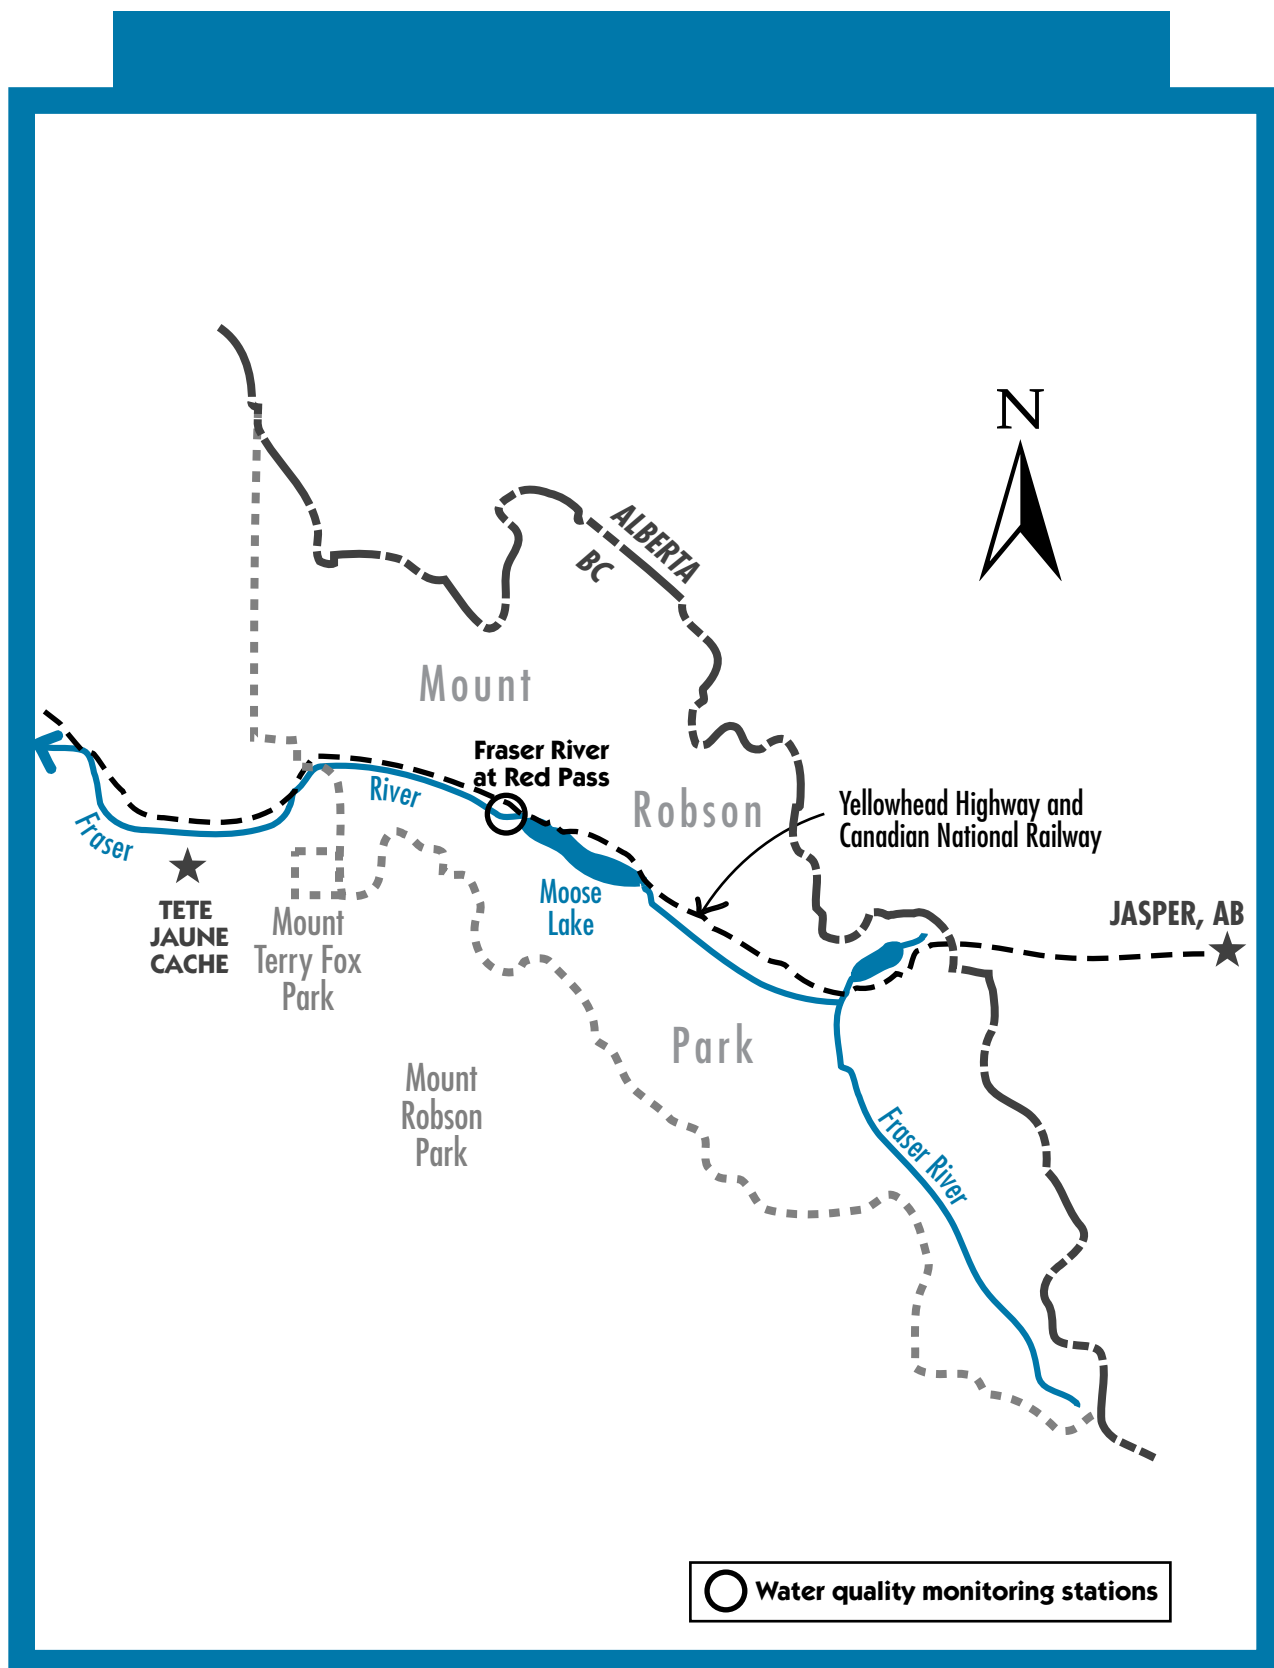 N
ALBERTA
BC
Mount
Fraser River
at Red Pass
River
Robson
Yellowhead Highway and
Canadian National Railway
Fraser
Moose
Lake
TETE
JAUNE
CACHE
Mount
Terry Fox
Park
JASPER, AB
Park
Mount
Robson
Park
Fraser River
Water quality monitoring stations